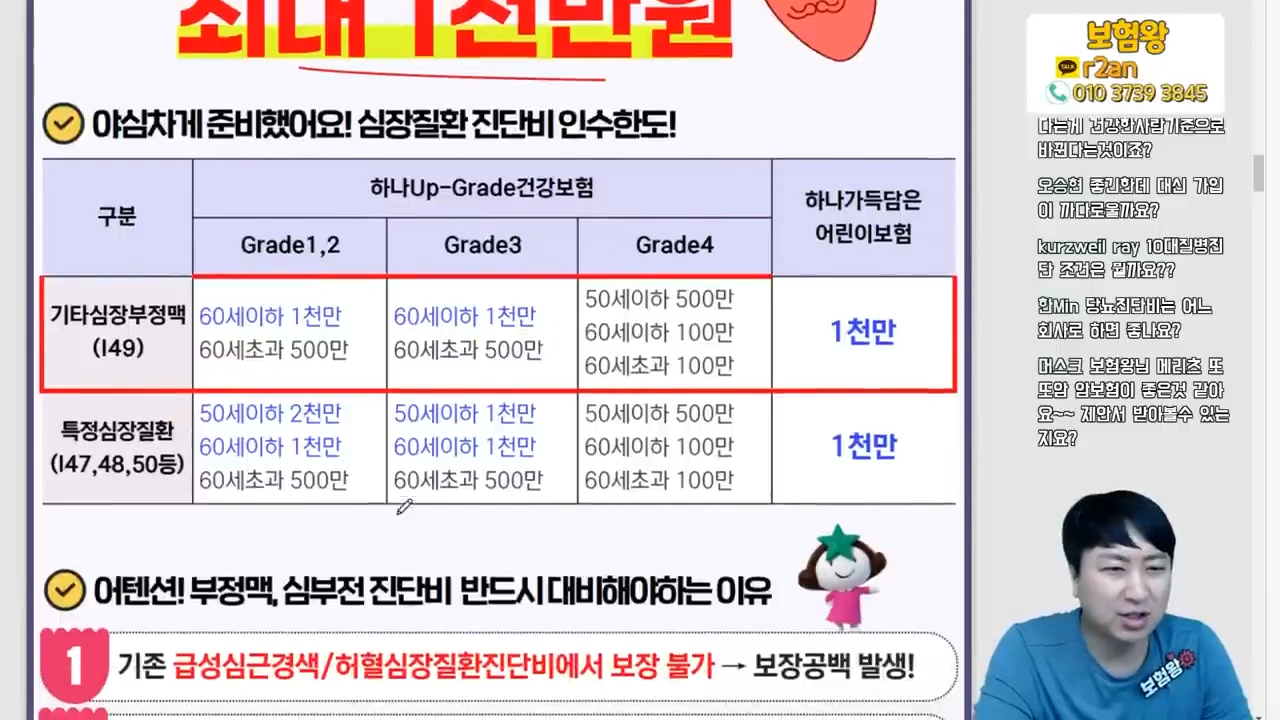 최대 1천만원
야심차게 준비했어요! 심장질환 진단비 인수한도!
구분
하나Up-Grade건강보험
하나가득담은
어린이보험
Grade1,2
Grade3
Grade4
기타심장부정맥
(I49)
60세이하 1천만
60세초과 500만
60세이하 1천만
60세초과 500만
50세이하 500만
60세이하 100만
60세초과 100만
1천만
특정심장질환
(I47,48,50등)
50세이하 2천만
60세이하 1천만
60세초과 500만
50세이하 1천만
60세이하 1천만
60세초과 500만
50세이하 500만
60세이하 100만
60세초과 100만
1천만
어텐션! 부정맥, 심부전 진단비 반드시 대비해야하는 이유
1
기존 급성심근경색/허혈심장질환진단비에서 보장 불가 → 보장공백 발생!
보험왕
TALK r2an
010 3739 3845
다는게 건강한사람기준으로
바뀐다는것이죠?
오승현 좋긴한데 대신 가입
이 까다로울까요?
kurzweil ray 10대질병진
단 조건은 뭘까요??
한Min 당뇨진단비는 어느
회사로 하면 좋나요?
머스크 보험왕님 메리츠 또
또암 암보험이 좋은것 같아
요~~ 제안서 받아볼수 있는
지요?
보험왕